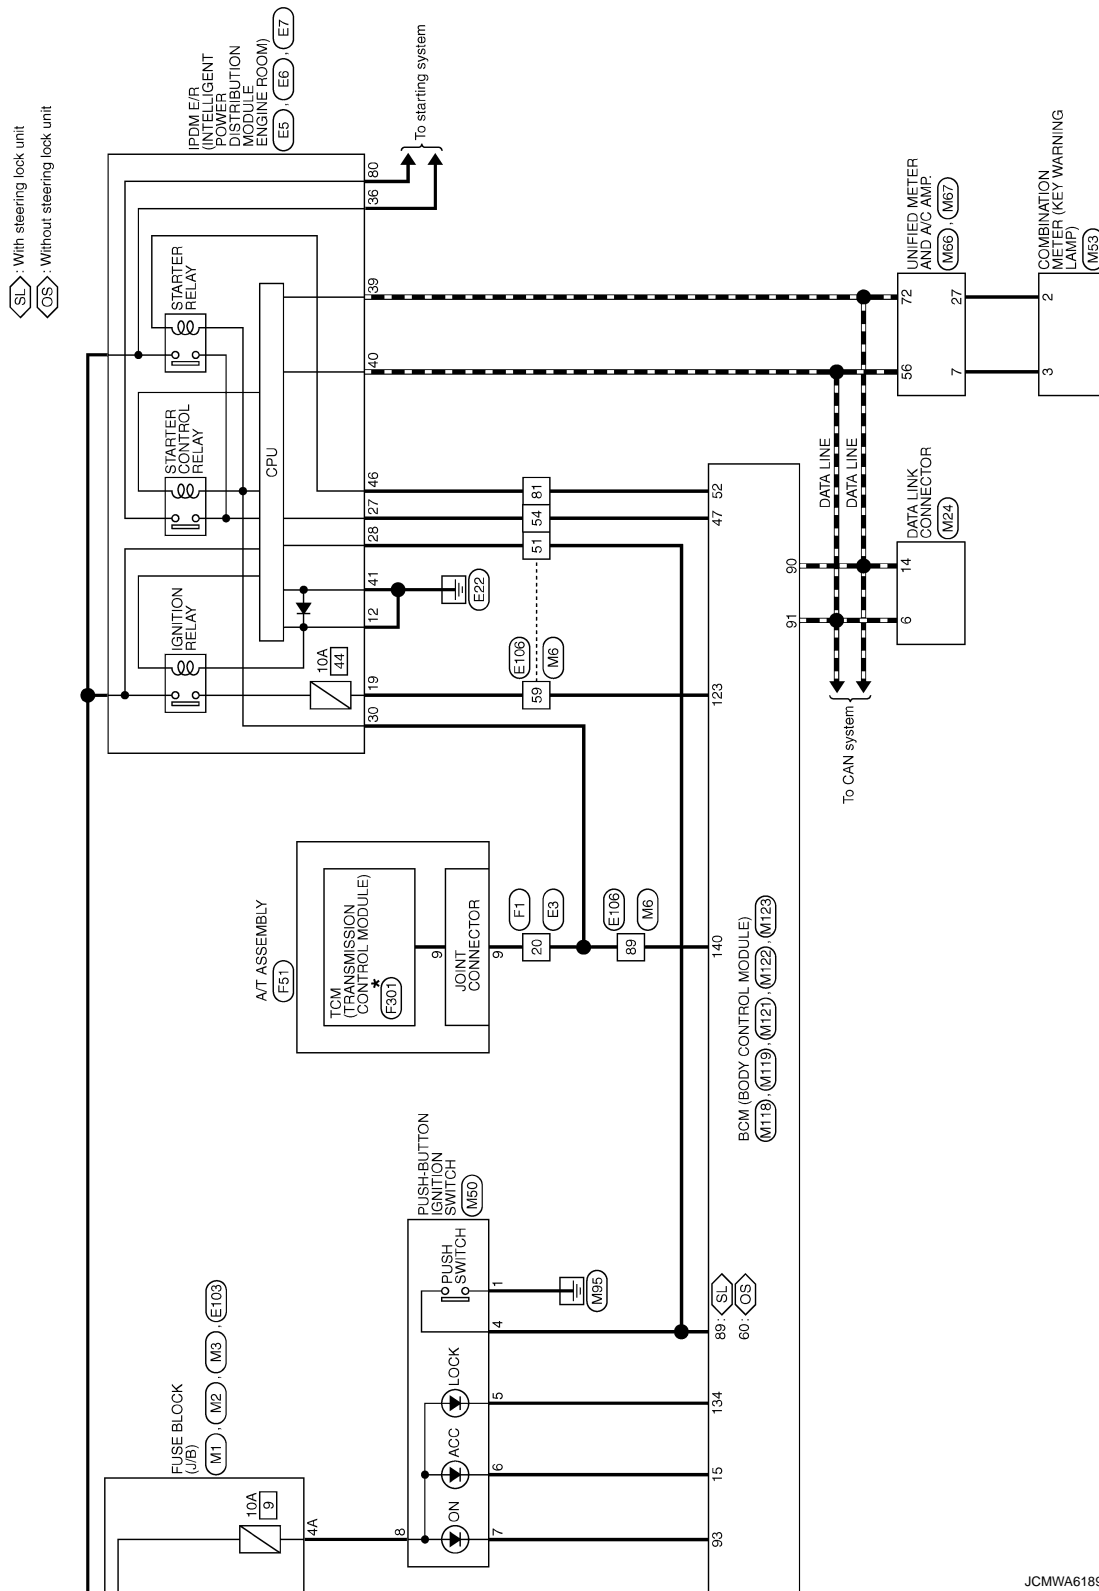 SL : With steering lock unit
OS : Without steering lock unit
IPDM E/R
(INTELLIGENT
POWER
DISTRIBUTION
MODULE
ENGINE ROOM)
E5 , E6 , E7
To starting system
80
36
STARTER
RELAY
39
40
STARTER
CONTROL
RELAY
CPU
46
27
28
41
12
E22
IGNITION
RELAY
10A
44
19
30
81
54
51
E106
M6
59
52
47
123
UNIFIED METER
AND A/C AMP.
M66 , M67
72
56
27
7
COMBINATION
METER (KEY WARNING
LAMP)
M53
2
3
DATA LINE
DATA LINE
DATA LINK
CONNECTOR
M24
90
91
14
6
To CAN system
A/T ASSEMBLY
F51
TCM
(TRANSMISSION
CONTROL MODULE)
*
F301
9
JOINT
CONNECTOR
9
F1
E3
20
E106
M6
89
140
BCM (BODY CONTROL MODULE)
M118 , M119 , M121 , M122 , M123
PUSH-BUTTON
IGNITION
SWITCH
M50
PUSH
SWITCH
1
M95
4
89 : SL
60 : OS
LOCK
5
134
ACC
6
15
ON
7
93
8
FUSE BLOCK
(J/B)
M1 , M2 , M3 , E103
10A
9
4A
JCMWA6189